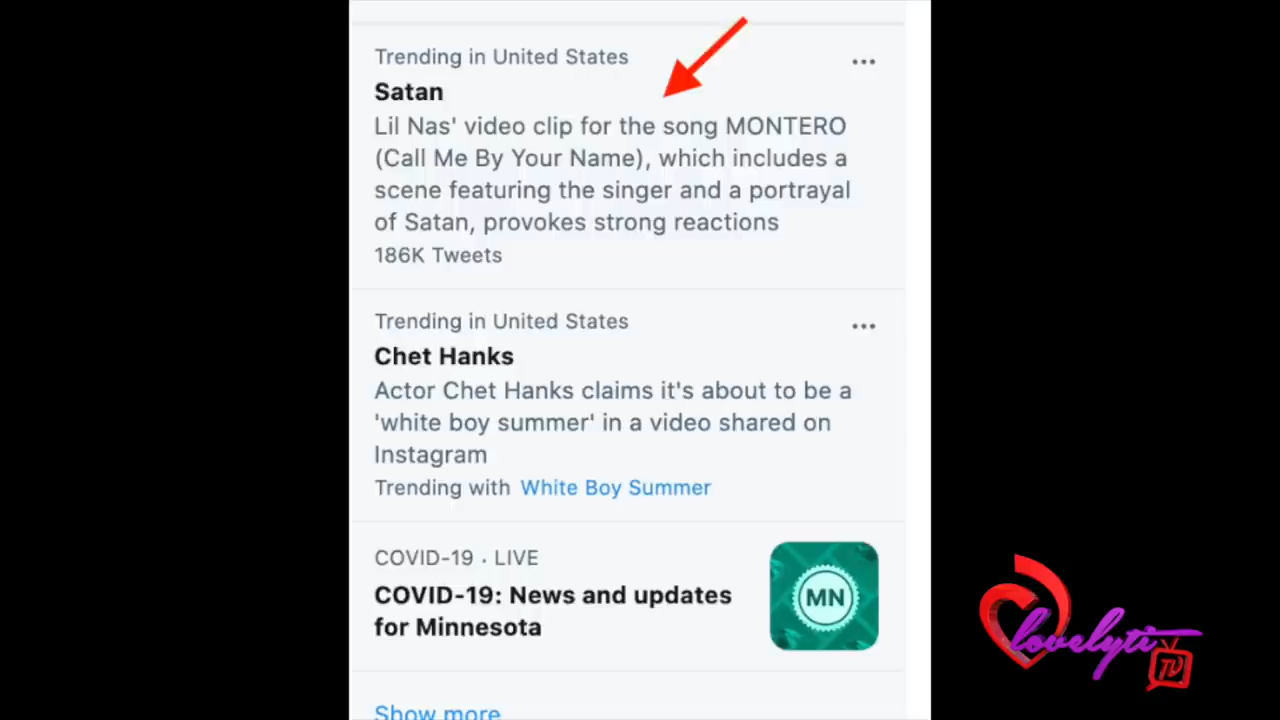 Trending in United States
Satan
Lil Nas' video clip for the song MONTERO
(Call Me By Your Name), which includes a
scene featuring the singer and a portrayal
of Satan, provokes strong reactions
186K Tweets
Trending in United States
Chet Hanks
Actor Chet Hanks claims it's about to be a
'white boy summer' in a video shared on
Instagram
Trending with White Boy Summer
COVID-19 · LIVE
COVID-19: News and updates
for Minnesota
MN
Show more
lovelyti
TV